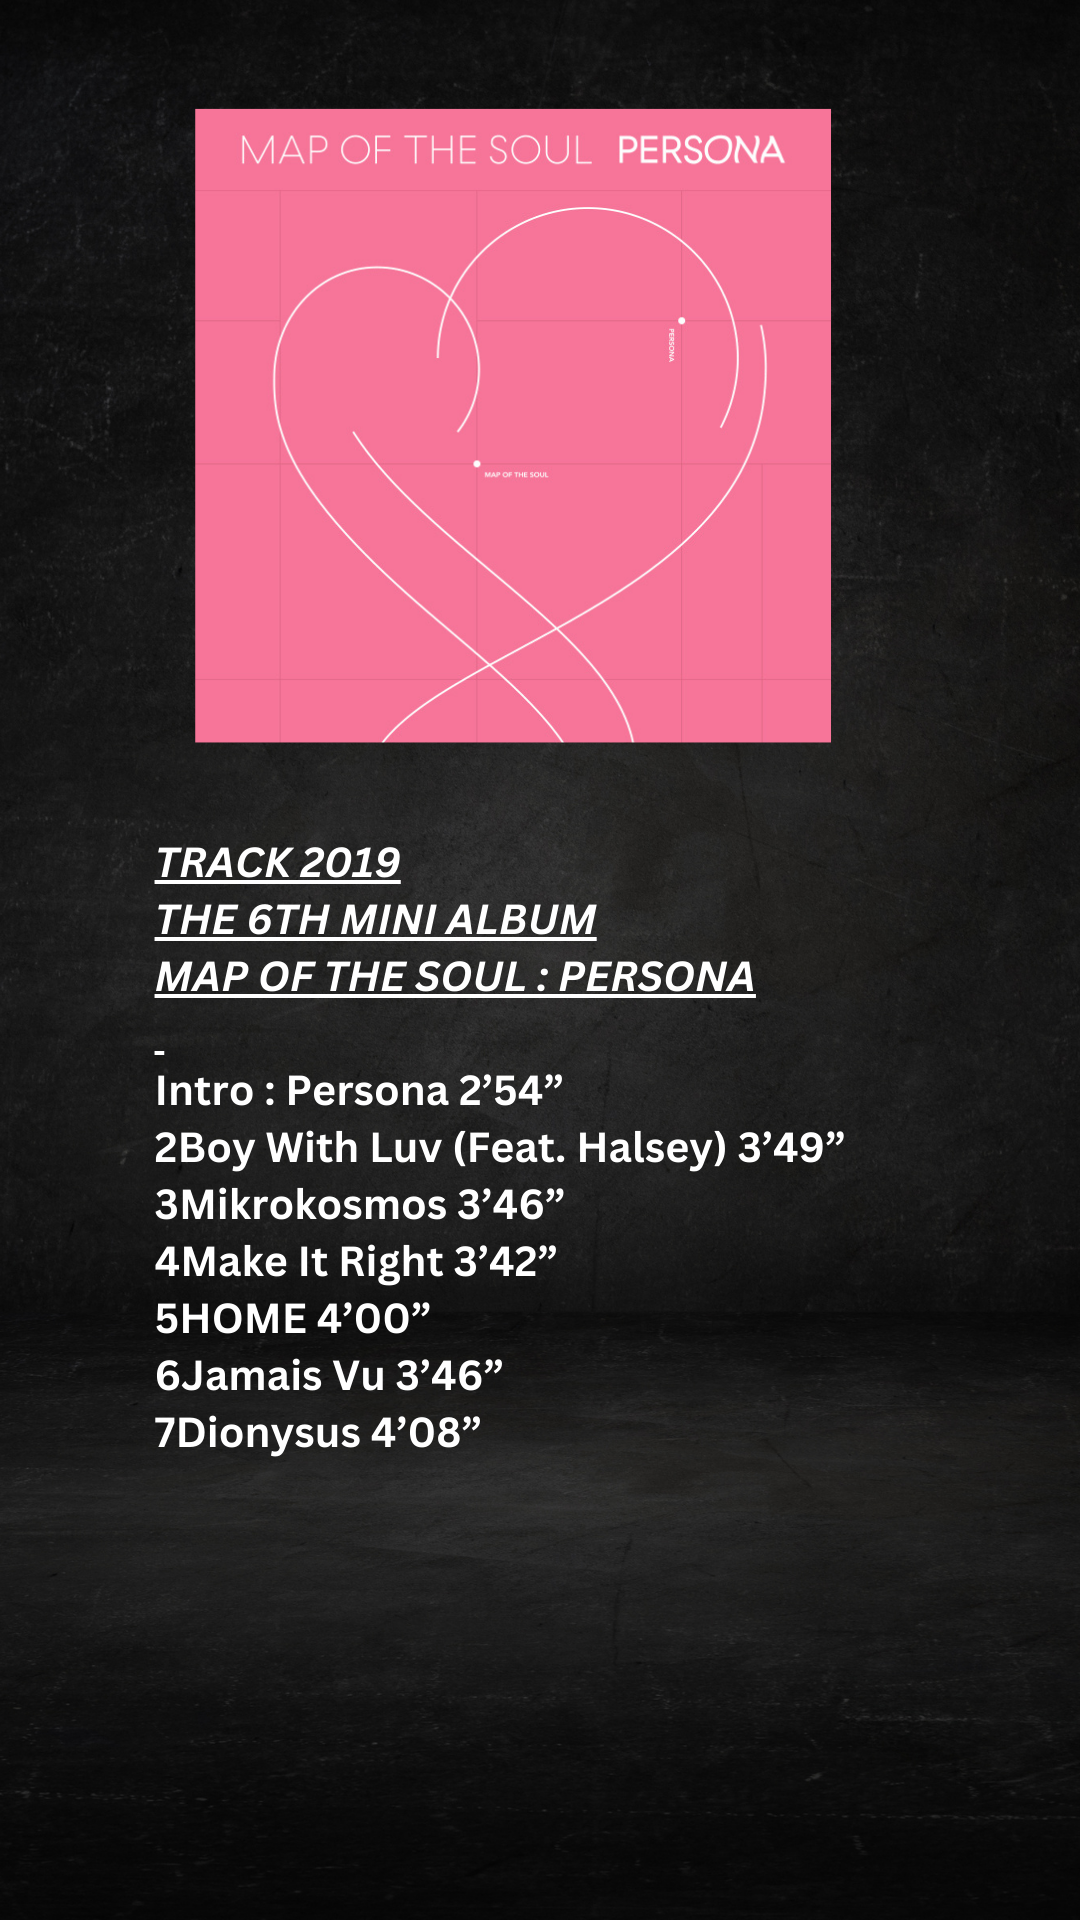 MAP OF THE SOUL PERSONA
PERSONA
MAP OF THE SOUL
TRACK 2019
THE 6TH MINI ALBUM
MAP OF THE SOUL : PERSONA
-
Intro : Persona 2’54”
2Boy With Luv (Feat. Halsey) 3’49”
3Mikrokosmos 3’46”
4Make It Right 3’42”
5HOME 4’00”
6Jamais Vu 3’46”
7Dionysus 4’08”